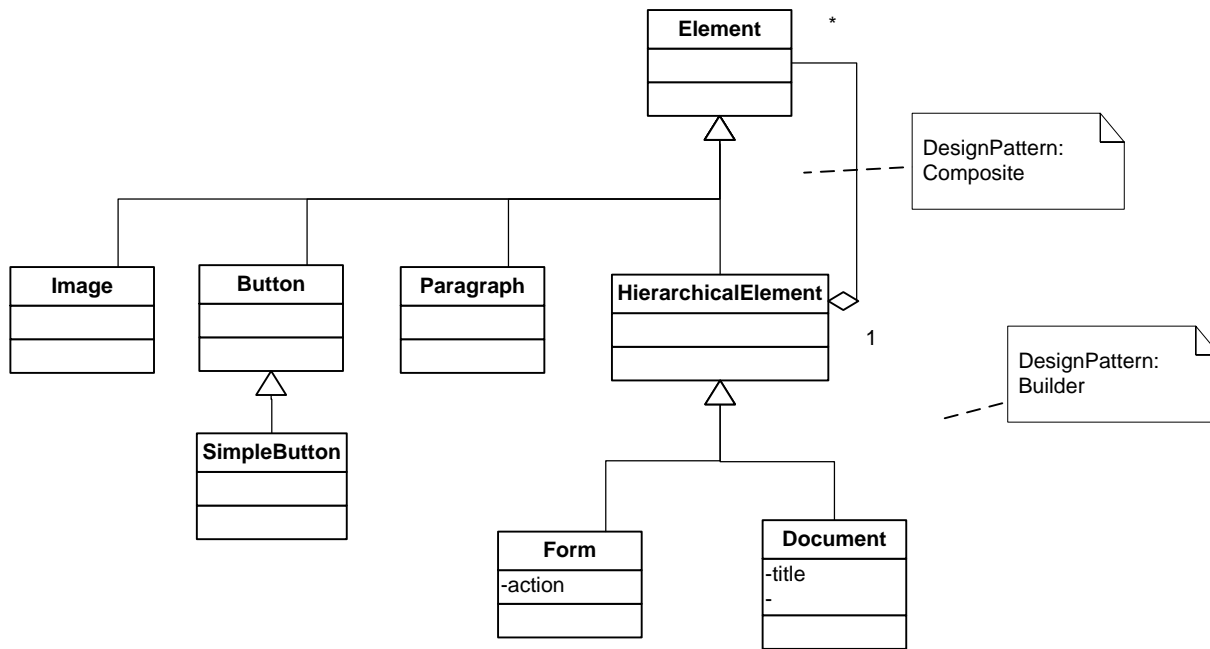 Element
*
DesignPattern:
Composite
Image
Button
Paragraph
HierarchicalElement
1
DesignPattern:
Builder
SimpleButton
Form
-action
Document
-title
-